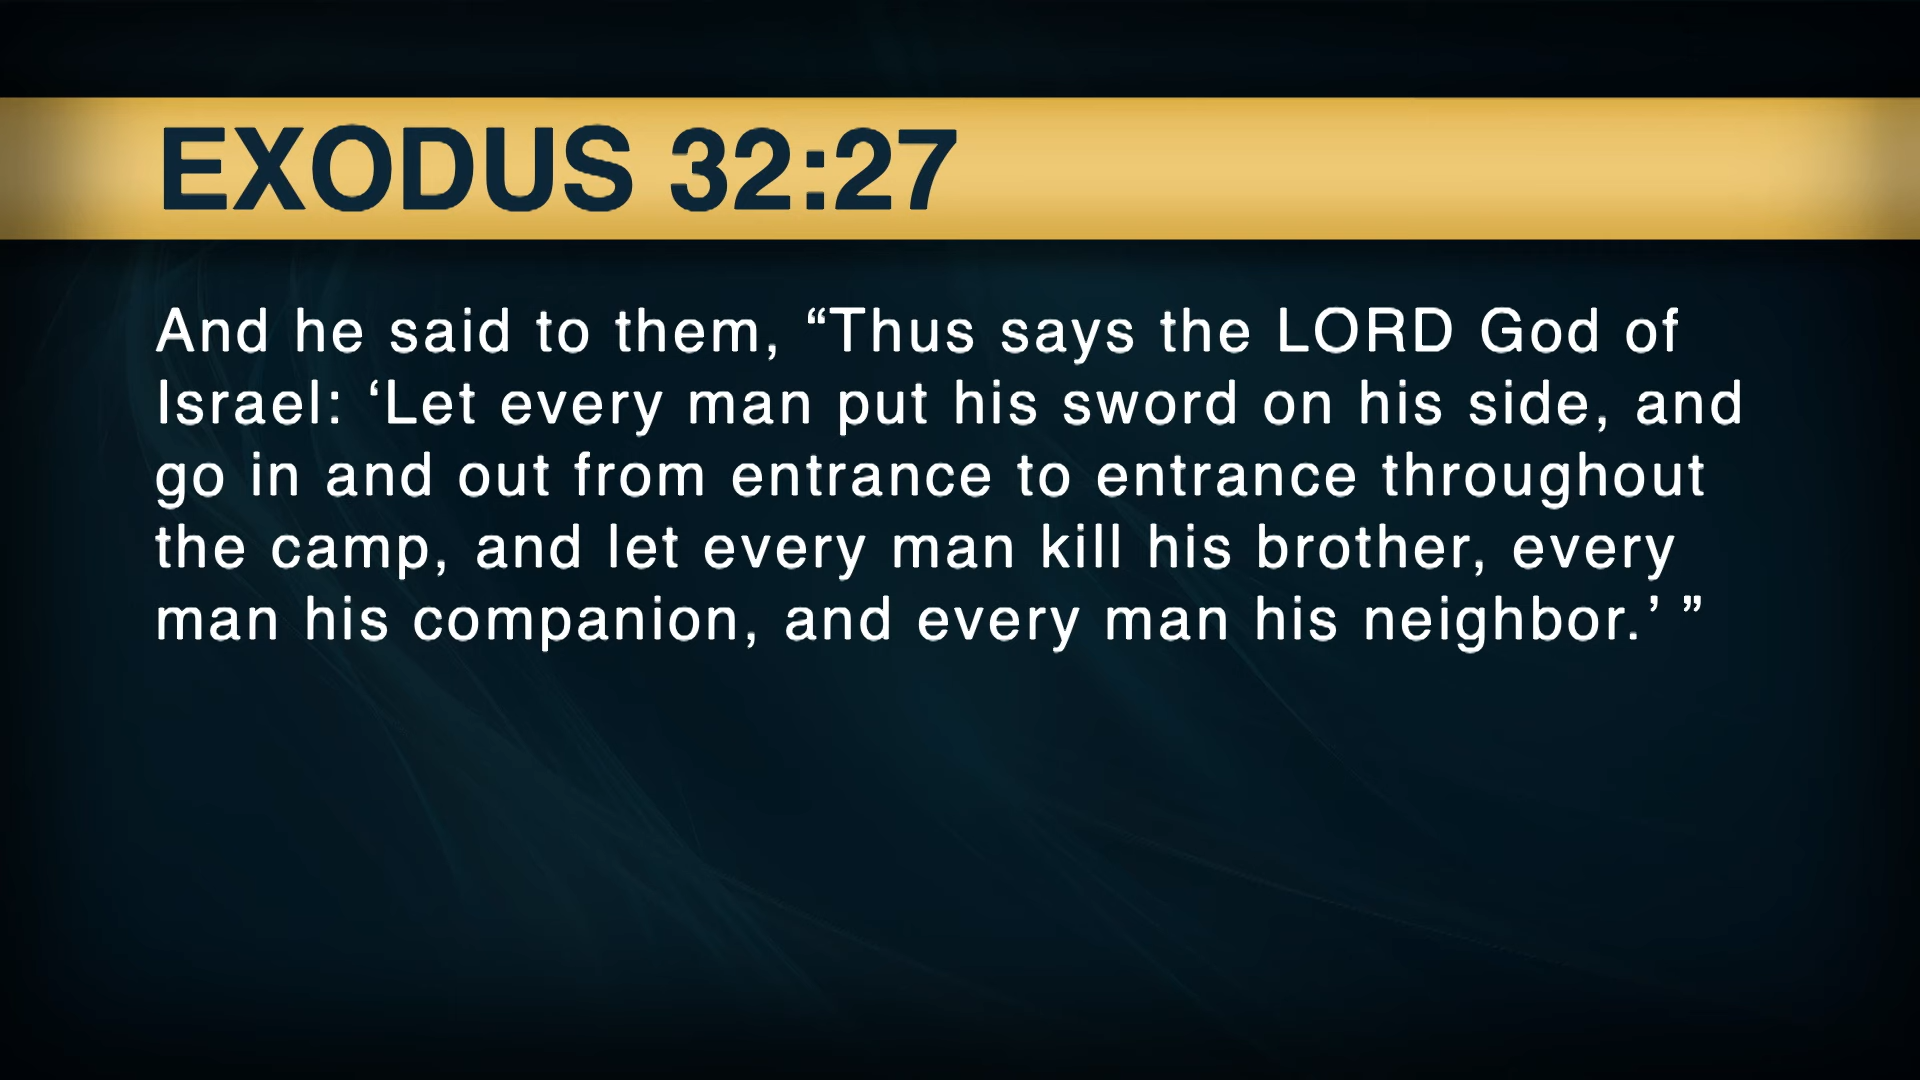 EXODUS 32:27
And he said to them, “Thus says the LORD God of
Israel: ‘Let every man put his sword on his side, and
go in and out from entrance to entrance throughout
the camp, and let every man kill his brother, every
man his companion, and every man his neighbor.’ ”